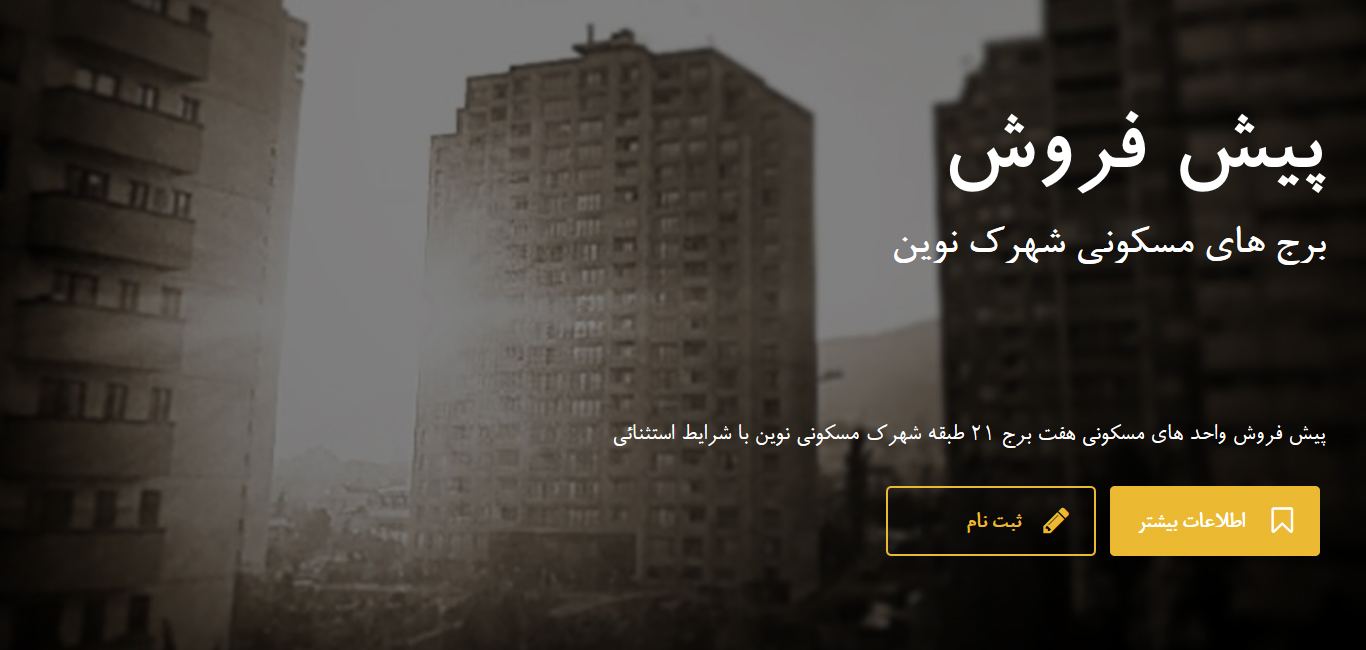 پیش فروش
برج های مسکونی شهرک نوین
پیش فروش واحد های مسکونی هفت برج ۲۱ طبقه شهرک مسکونی نوین با شرایط استثنائی
اطلاعات بیشتر
ثبت نام